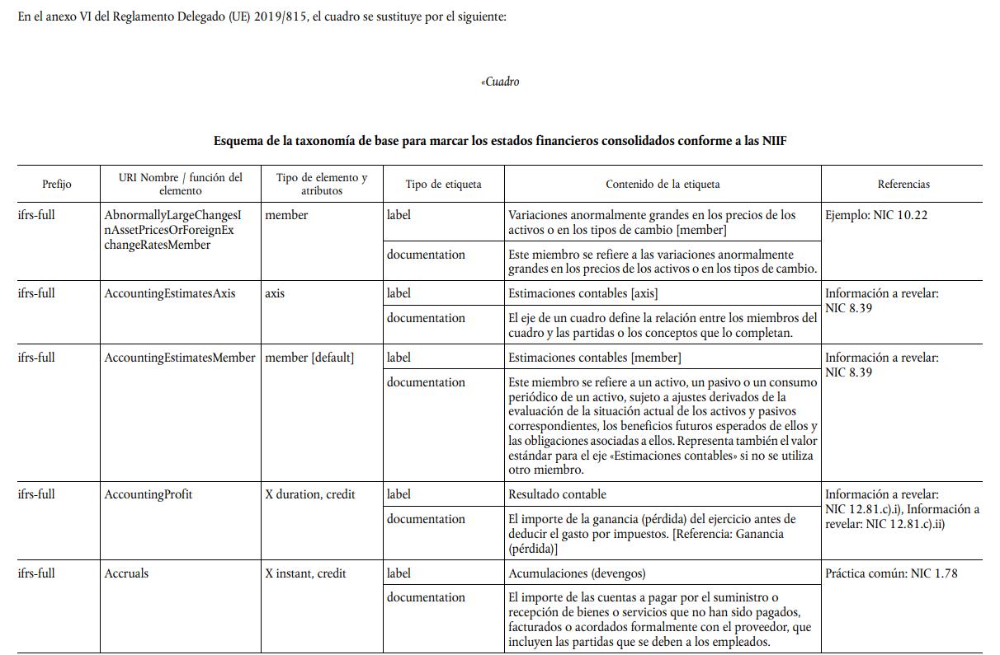 En el anexo VI del Reglamento Delegado (UE) 2019/815, el cuadro se sustituye por el siguiente:
«Cuadro
Esquema de la taxonomía de base para marcar los estados financieros consolidados conforme a las NIIF
Prefijo
URI Nombre / función del
elemento
Tipo de elemento y
atributos
Tipo de etiqueta
Contenido de la etiqueta
Referencias
ifrs-full
AbnormallyLargeChangesI
nAssetPricesOrForeignEx
changeRatesMember
member
label
Variaciones anormalmente grandes en los precios de los
activos o en los tipos de cambio [member]
Ejemplo: NIC 10.22
documentation
Este miembro se refiere a las variaciones anormalmente
grandes en los precios de los activos o en los tipos de cambio.
ifrs-full
AccountingEstimatesAxis
axis
label
Estimaciones contables [axis]
Información a revelar:
NIC 8.39
documentation
El eje de un cuadro define la relación entre los miembros del
cuadro y las partidas o los conceptos que lo completan.
ifrs-full
AccountingEstimatesMember
member [default]
label
Estimaciones contables [member]
Información a revelar:
NIC 8.39
documentation
Este miembro se refiere a un activo, un pasivo o un consumo
periódico de un activo, sujeto a ajustes derivados de la
evaluación de la situación actual de los activos y pasivos
correspondientes, los beneficios futuros esperados de ellos y
las obligaciones asociadas a ellos. Representa también el valor
estándar para el eje «Estimaciones contables» si no se utiliza
otro miembro.
ifrs-full
AccountingProfit
X duration, credit
label
Resultado contable
Información a revelar:
NIC 12.81.c).i), Información a
revelar: NIC 12.81.c).ii)
documentation
El importe de la ganancia (pérdida) del ejercicio antes de
deducir el gasto por impuestos. [Referencia: Ganancia
(pérdida)]
ifrs-full
Accruals
X instant, credit
label
Acumulaciones (devengos)
Práctica común: NIC 1.78
documentation
El importe de las cuentas a pagar por el suministro o
recepción de bienes o servicios que no han sido pagados,
facturados o acordados formalmente con el proveedor, que
incluyen las partidas que se deben a los empleados.